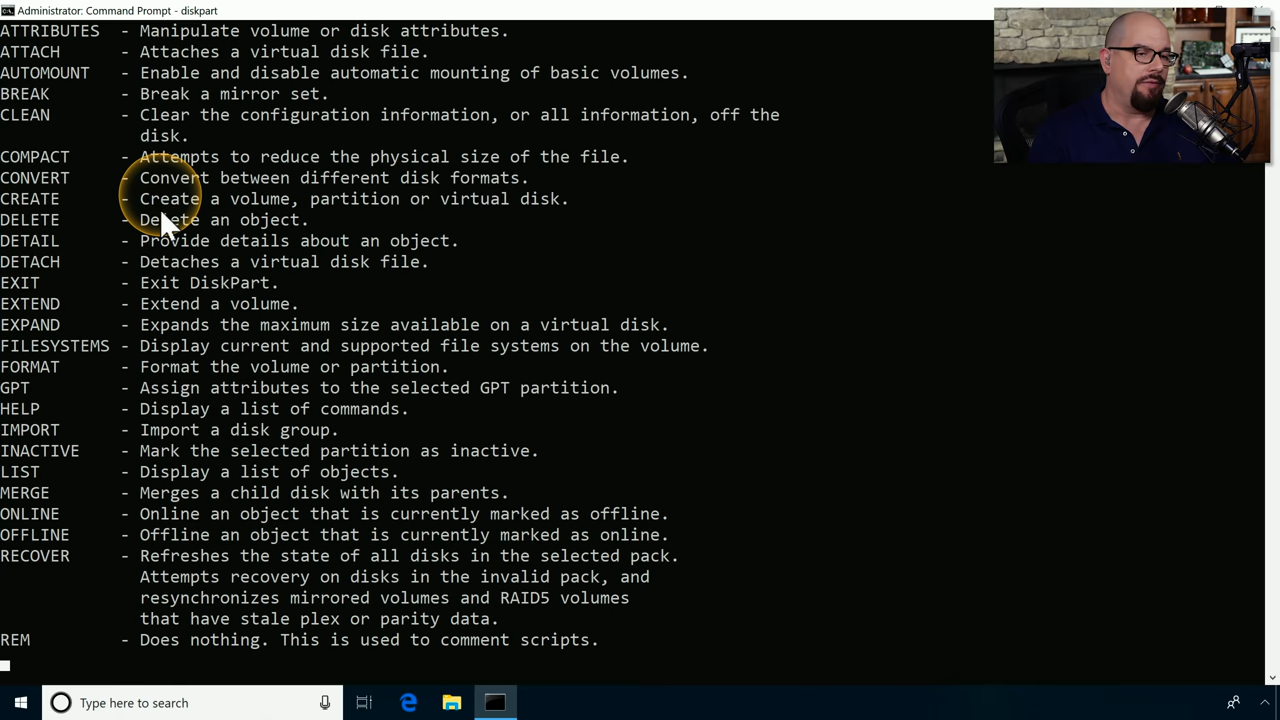 Administrator: Command Prompt - diskpart
ATTRIBUTES - Manipulate volume or disk attributes.
ATTACH - Attaches a virtual disk file.
AUTOMOUNT - Enable and disable automatic mounting of basic volumes.
BREAK - Break a mirror set.
CLEAN - Clear the configuration information, or all information, off the
disk.
COMPACT - Attempts to reduce the physical size of the file.
CONVERT - Convert between different disk formats.
CREATE - Create a volume, partition or virtual disk.
DELETE - Delete an object.
DETAIL - Provide details about an object.
DETACH - Detaches a virtual disk file.
EXIT - Exit DiskPart.
EXTEND - Extend a volume.
EXPAND - Expands the maximum size available on a virtual disk.
FILESYSTEMS - Display current and supported file systems on the volume.
FORMAT - Format the volume or partition.
GPT - Assign attributes to the selected GPT partition.
HELP - Display a list of commands.
IMPORT - Import a disk group.
INACTIVE - Mark the selected partition as inactive.
LIST - Display a list of objects.
MERGE - Merges a child disk with its parents.
ONLINE - Online an object that is currently marked as offline.
OFFLINE - Offline an object that is currently marked as online.
RECOVER - Refreshes the state of all disks in the selected pack.
Attempts recovery on disks in the invalid pack, and
resynchronizes mirrored volumes and RAID5 volumes
that have stale plex or parity data.
REM - Does nothing. This is used to comment scripts.
Type here to search